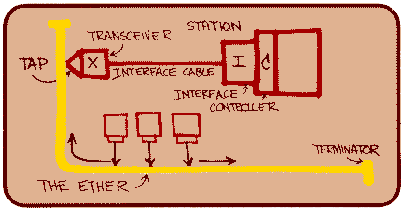 STATION
TRANSCEIVER
TAP
X
I
C
INTERFACE CABLE
INTERFACE
CONTROLLER
TERMINATOR
THE ETHER